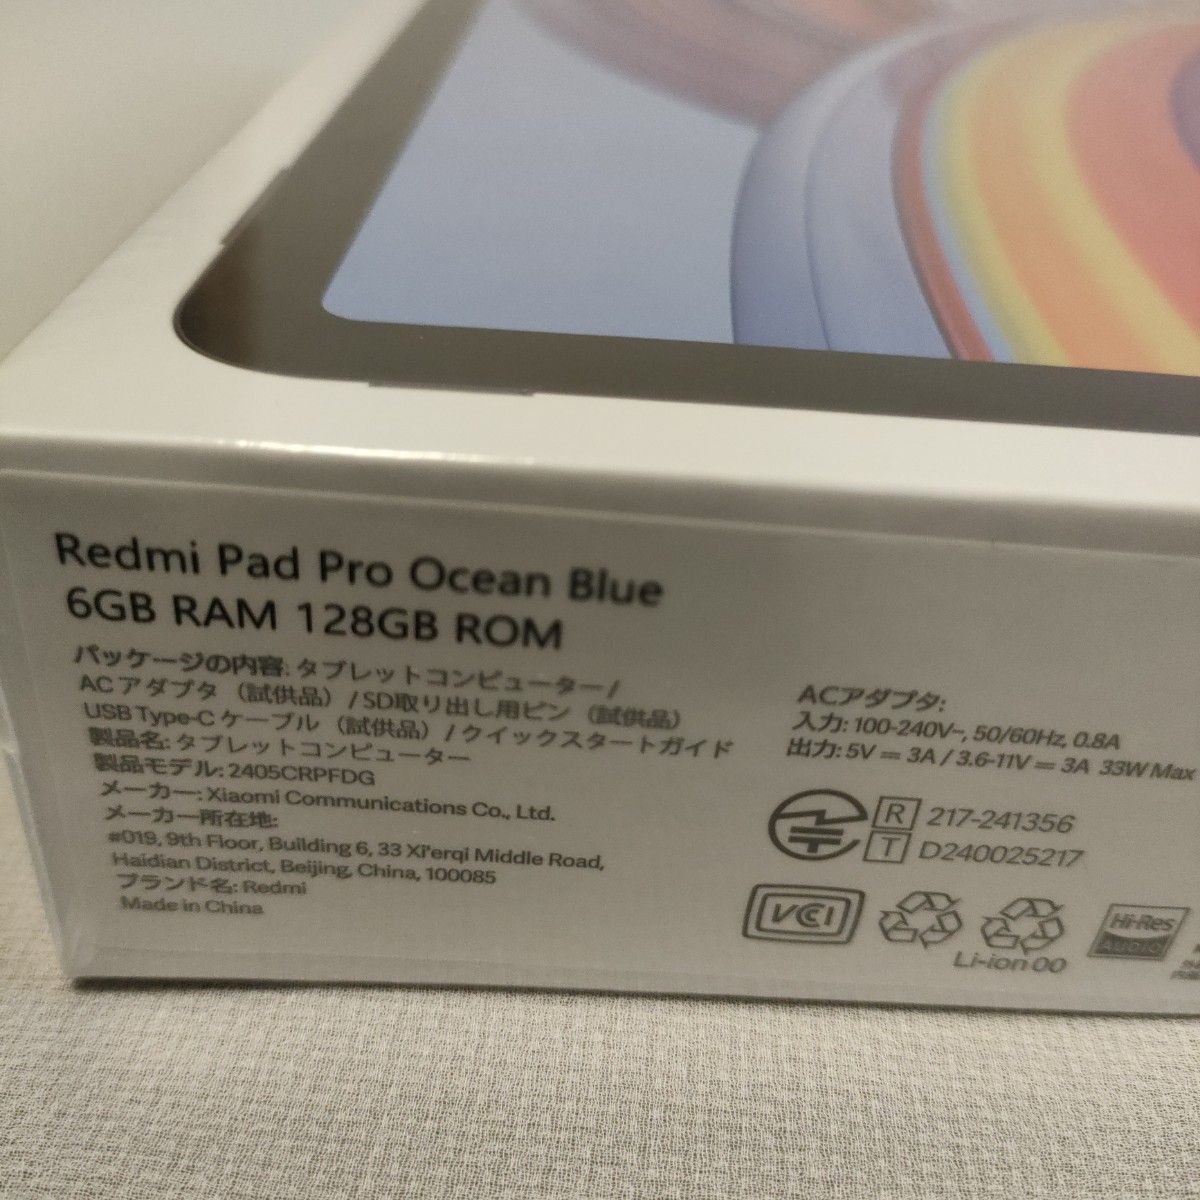 Redmi Pad Pro Ocean Blue
6GB RAM 128GB ROM
パッケージの内容: タブレットコンピューター/
ACアダプタ（試供品）/SD取り出し用ピン（試供品）
USB Type-C ケーブル（試供品）/クイックスタートガイド
製品名: タブレットコンピューター
製品モデル: 2405CRPFDG
メーカー: Xiaomi Communications Co., Ltd.
メーカー所在地:
#019, 9th Floor, Building 6, 33 Xi'erqi Middle Road,
Haidian District, Beijing, China, 100085
ブランド名: Redmi
Made in China
ACアダプタ:
入力: 100-240V~, 50/60Hz, 0.8A
出力: 5V ⎓ 3A / 3.6-11V ⎓ 3A 33W Max
R 217-241356
T D240025217
VCCI
Li-ion 00
Hi-Res
AUDIO